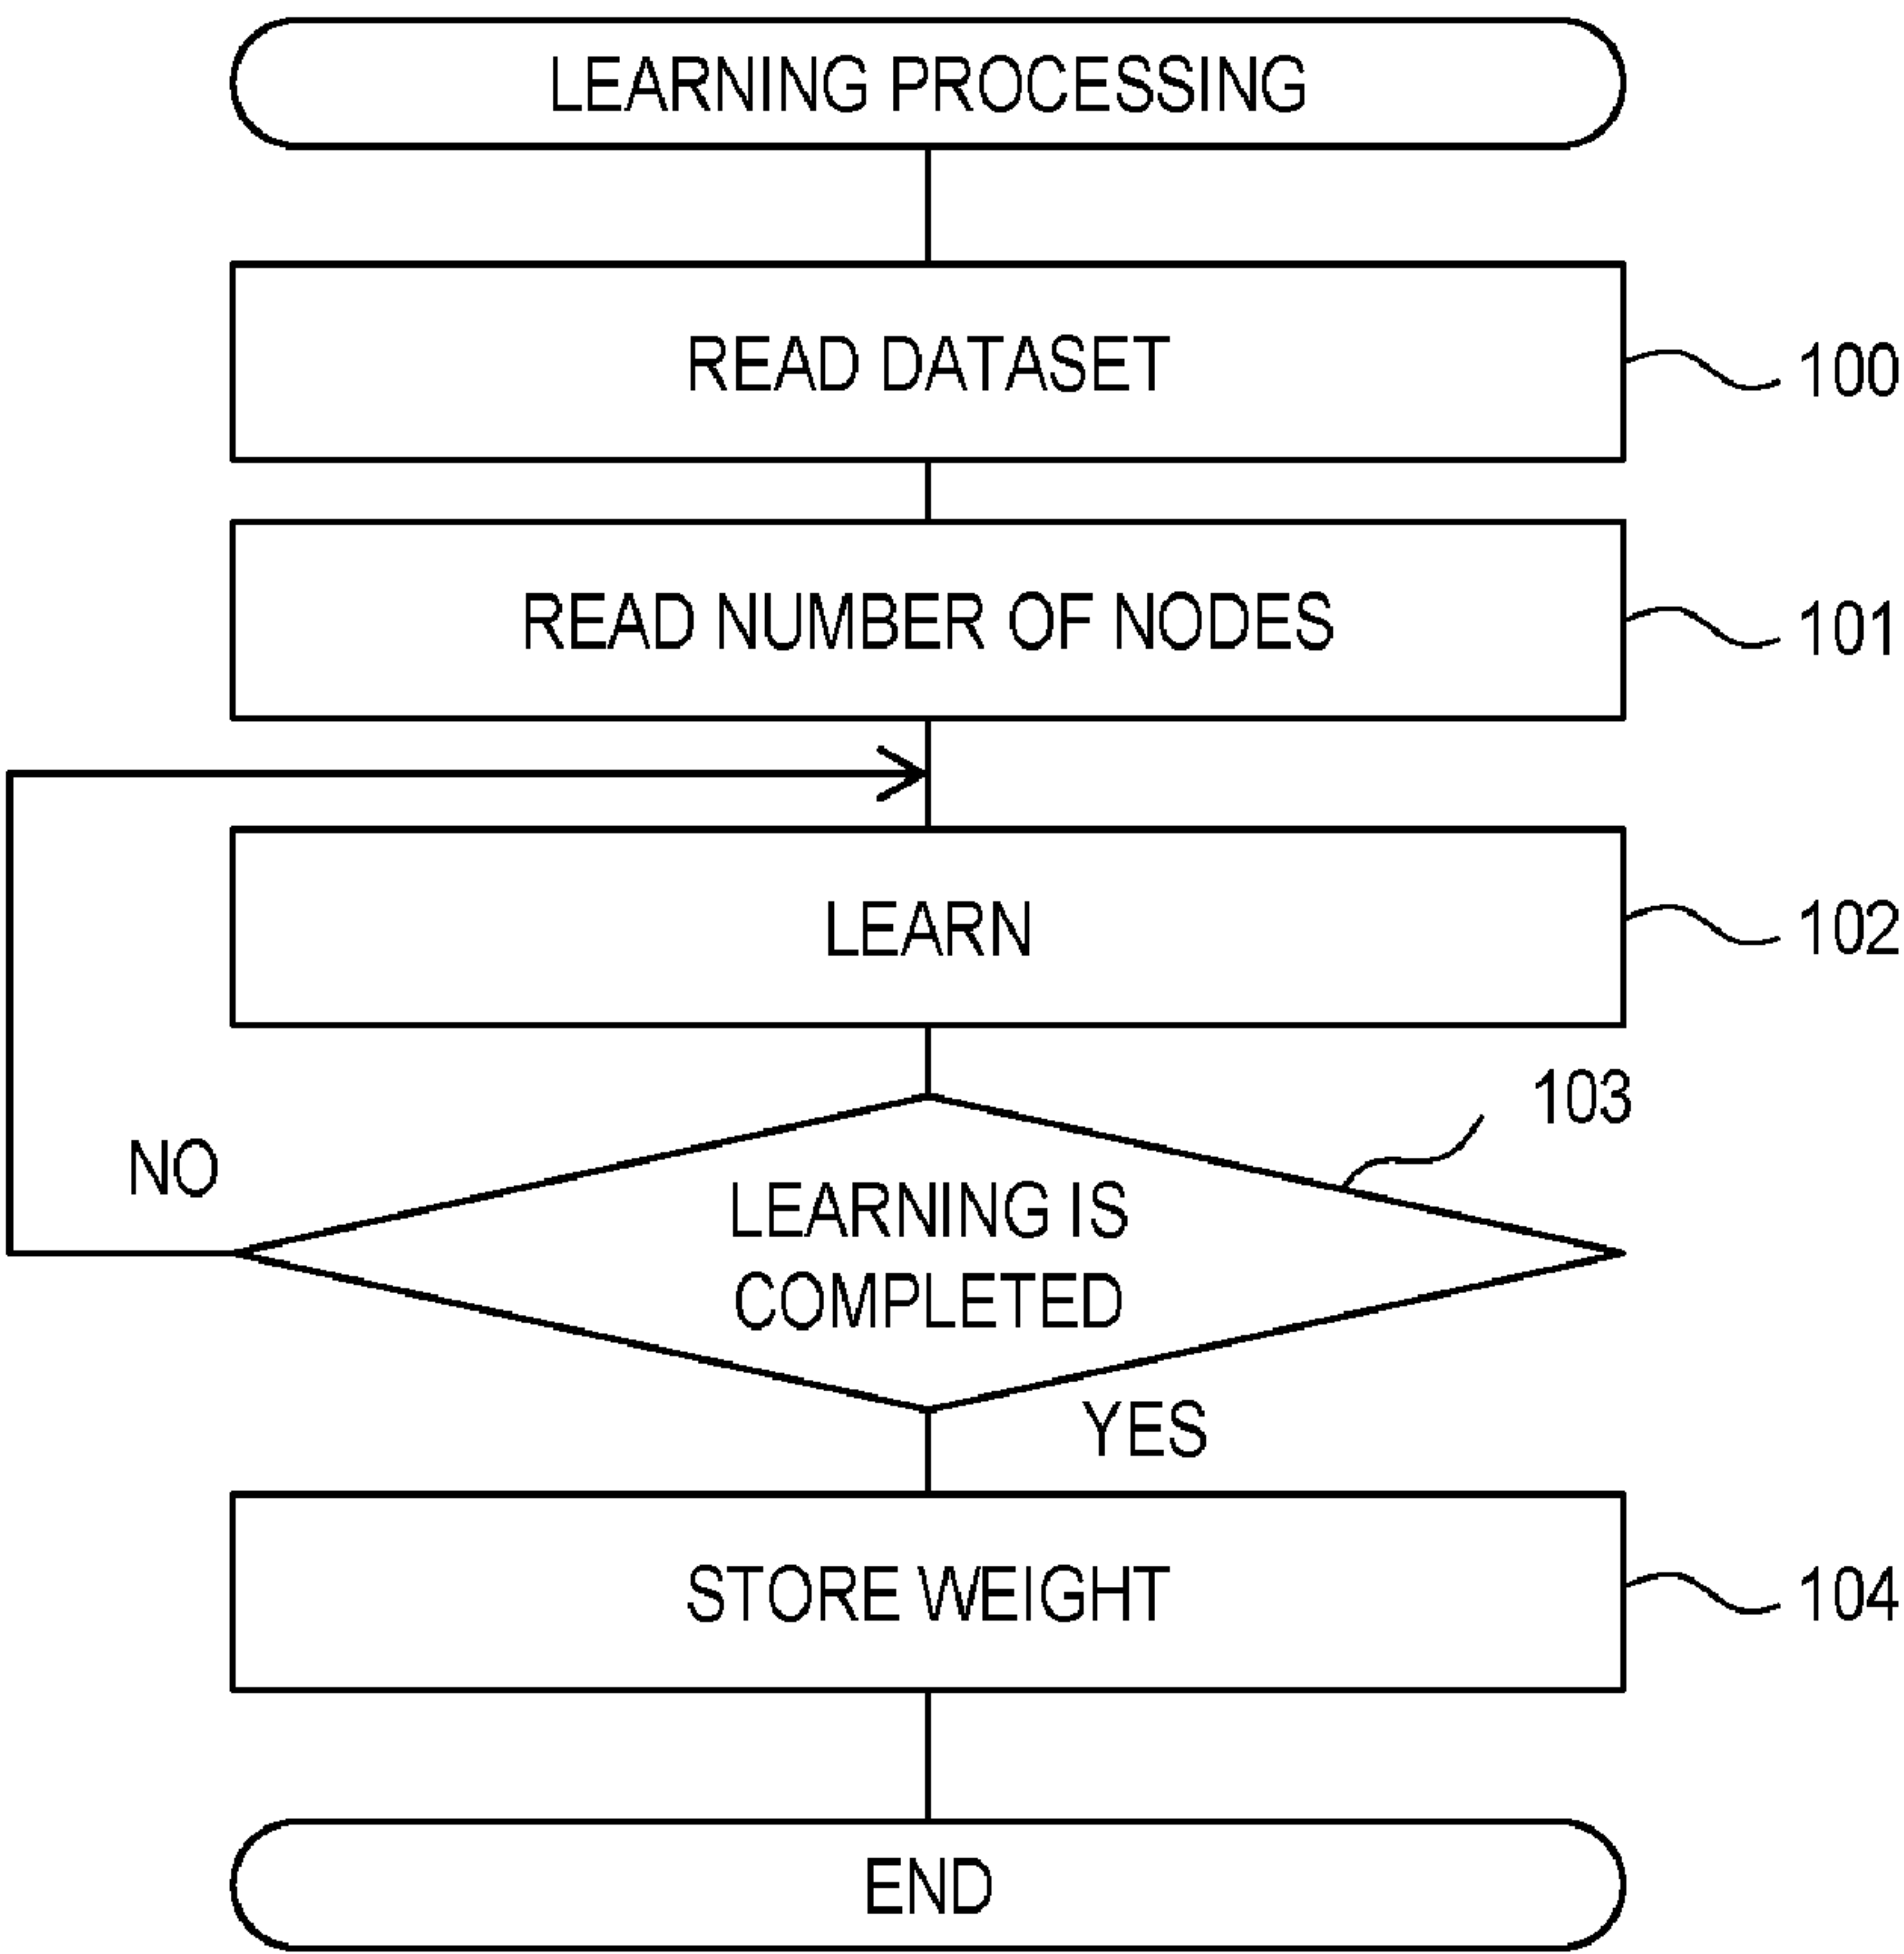 LEARNING PROCESSING
READ DATASET
100
READ NUMBER OF NODES
101
LEARN
102
103
NO
LEARNING IS
COMPLETED
YES
STORE WEIGHT
104
END